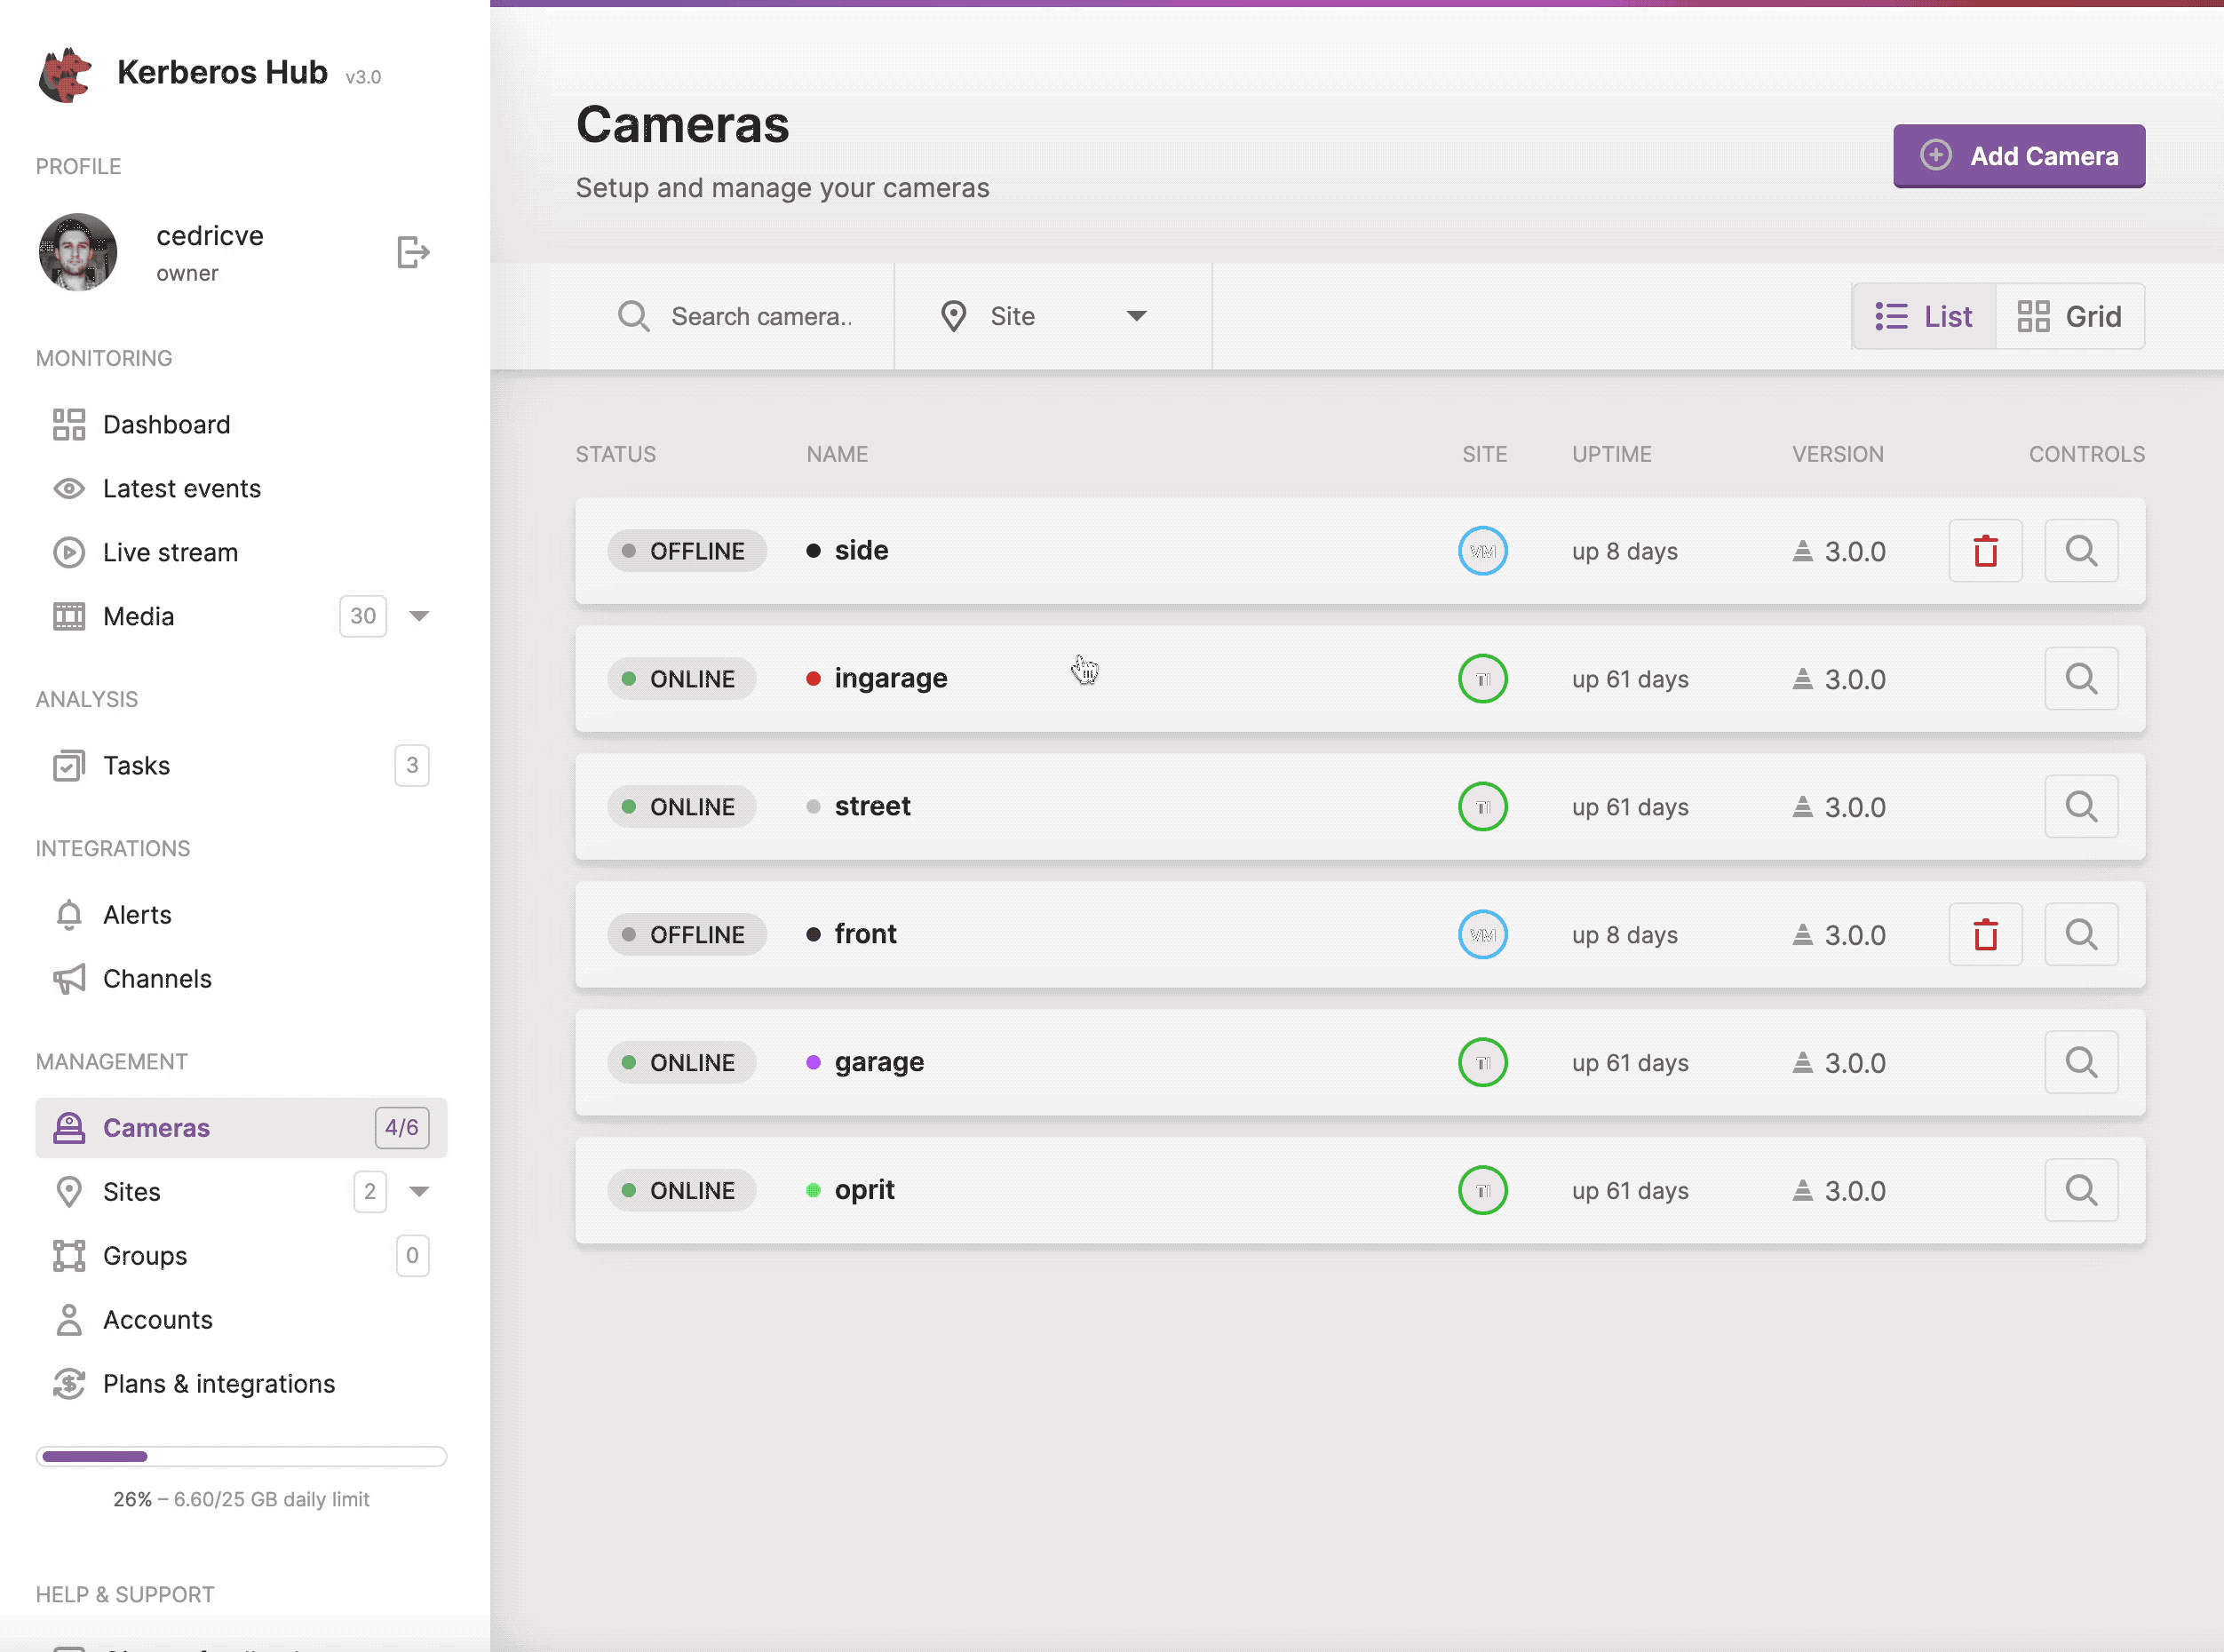 Kerberos Hub v3.0
PROFILE
cedricve
owner
MONITORING
Dashboard
Latest events
Live stream
Media 30
ANALYSIS
Tasks 3
INTEGRATIONS
Alerts
Channels
MANAGEMENT
Cameras 4/6
Sites 2
Groups 0
Accounts
Plans & integrations
26% – 6.60/25 GB daily limit
HELP & SUPPORT
Cameras
Setup and manage your cameras
Add Camera
Search camera..
Site
List
Grid
STATUS NAME SITE UPTIME VERSION CONTROLS
OFFLINE side VM up 8 days 3.0.0
ONLINE ingarage TI up 61 days 3.0.0
ONLINE street TI up 61 days 3.0.0
OFFLINE front VM up 8 days 3.0.0
ONLINE garage TI up 61 days 3.0.0
ONLINE oprit TI up 61 days 3.0.0